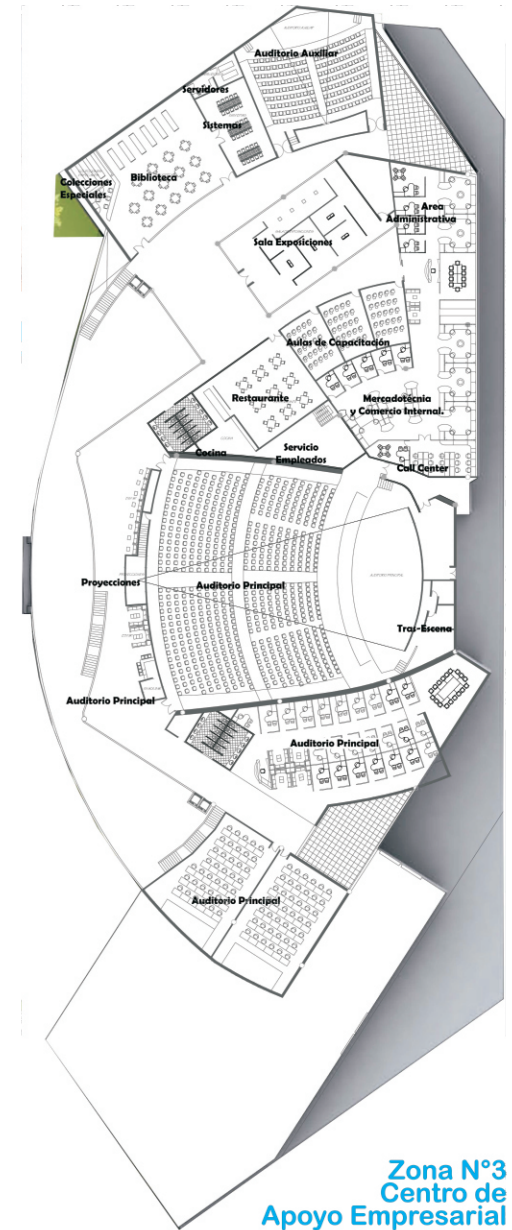 Auditorio Auxiliar
Servidores
Sistemas
Biblioteca
Colecciones
Especiales
Area
Administrativa
Sala Exposiciones
Aulas de Capacitación
Restaurante
Mercadotécnia
y Comercio Internal.
Cocina
Servicio
Empleados
Call Center
Proyecciones
Auditorio Principal
AUDITORIO PRINCIPAL
Tras-Escena
Auditorio Principal
Auditorio Principal
Auditorio Principal
Zona N°3
Centro de
Apoyo Empresarial